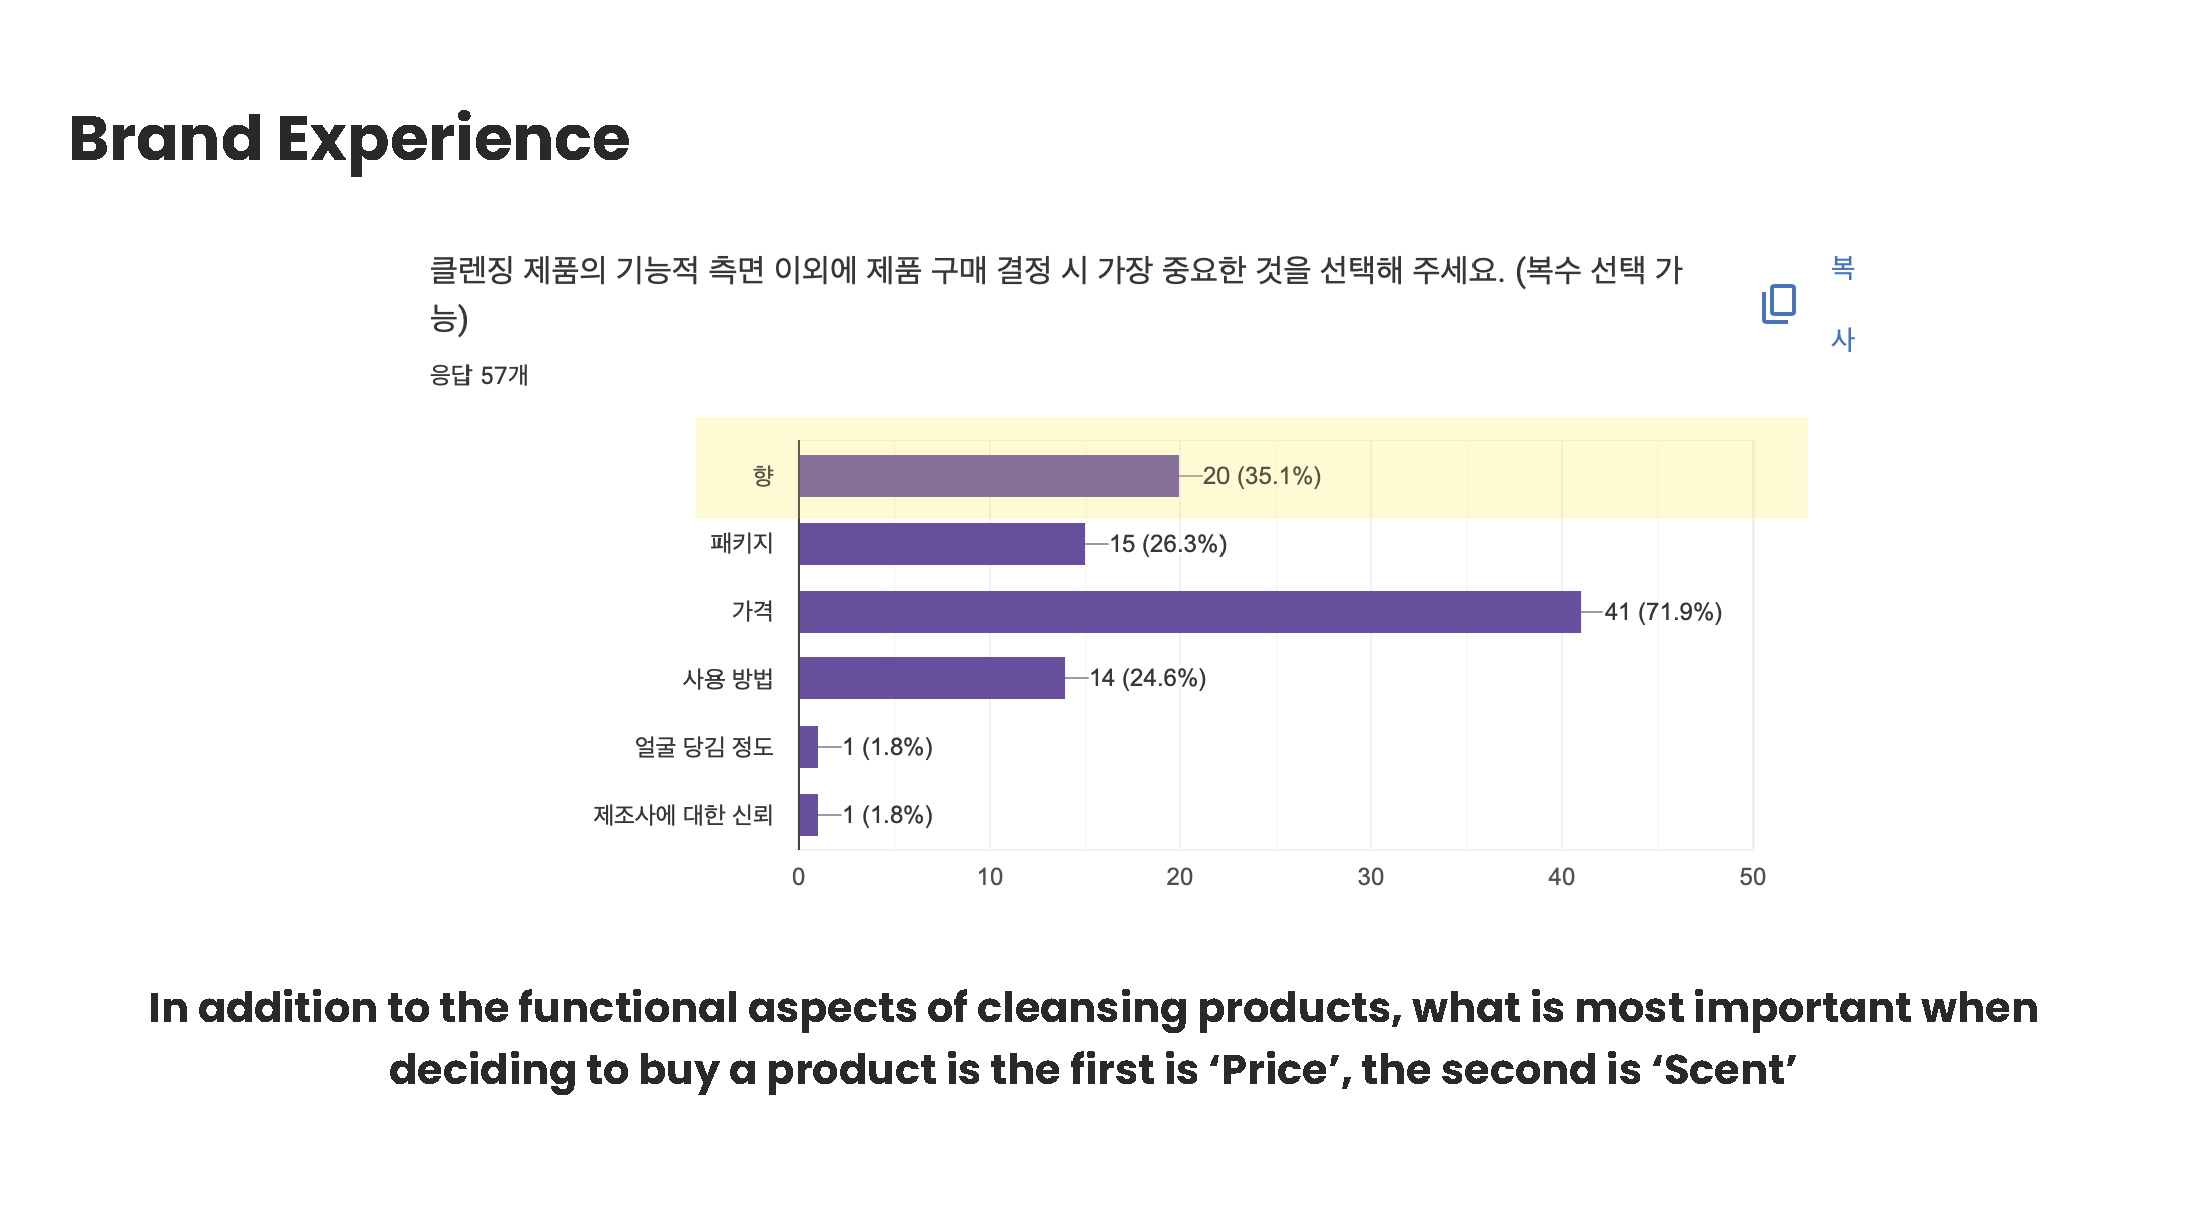 Brand Experience
클렌징 제품의 기능적 측면 이외에 제품 구매 결정 시 가장 중요한 것을 선택해 주세요. (복수 선택 가
능)
복
사
응답 57개
향 20 (35.1%)
패키지 15 (26.3%)
가격 41 (71.9%)
사용 방법 14 (24.6%)
얼굴 당김 정도 1 (1.8%)
제조사에 대한 신뢰 1 (1.8%)
0 10 20 30 40 50
In addition to the functional aspects of cleansing products, what is most important when
deciding to buy a product is the first is ‘Price’, the second is ‘Scent’